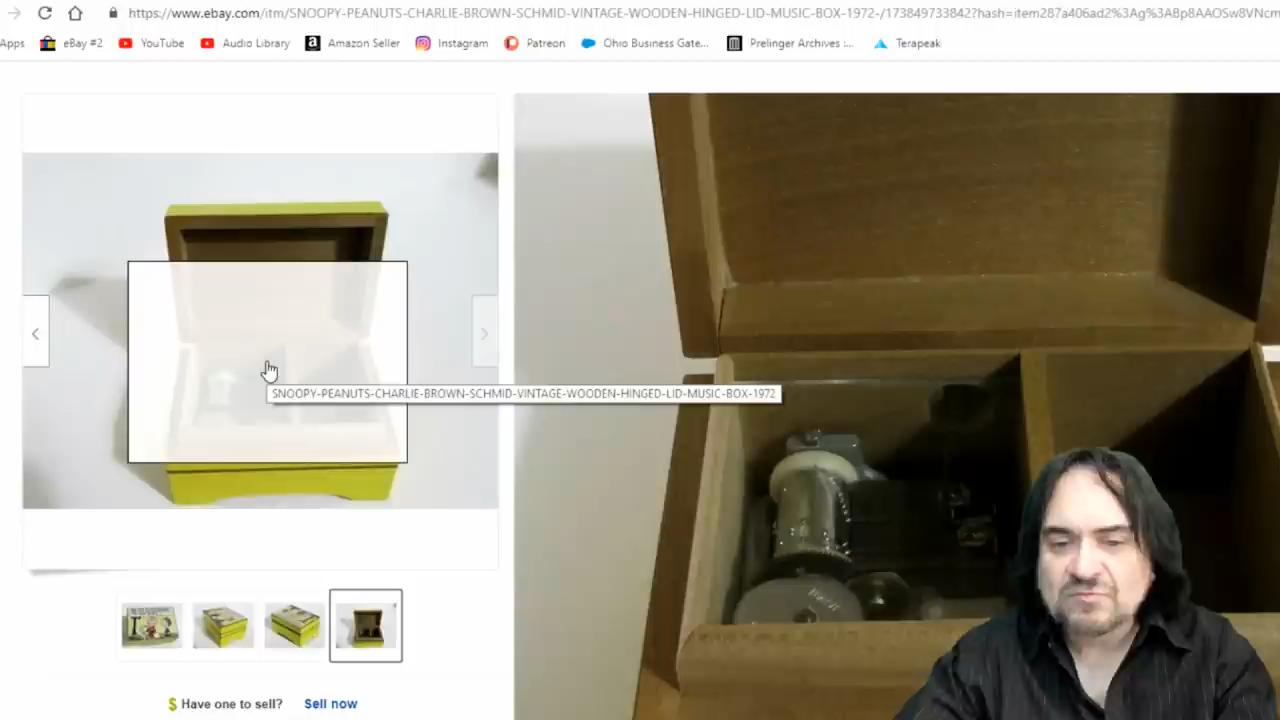 https://www.ebay.com/itm/SNOOPY-PEANUTS-CHARLIE-BROWN-SCHMID-VINTAGE-WOODEN-HINGED-LID-MUSIC-BOX-1972-/173849733842?hash=item287a406ad2%3Ag%3ABp8AAOSw8VNcm
Apps eBay #2 YouTube Audio Library Amazon Seller Instagram Patreon Ohio Business Gate... Prelinger Archives :... Terapeak
SNOOPY-PEANUTS-CHARLIE-BROWN-SCHMID-VINTAGE-WOODEN-HINGED-LID-MUSIC-BOX-1972
$ Have one to sell? Sell now